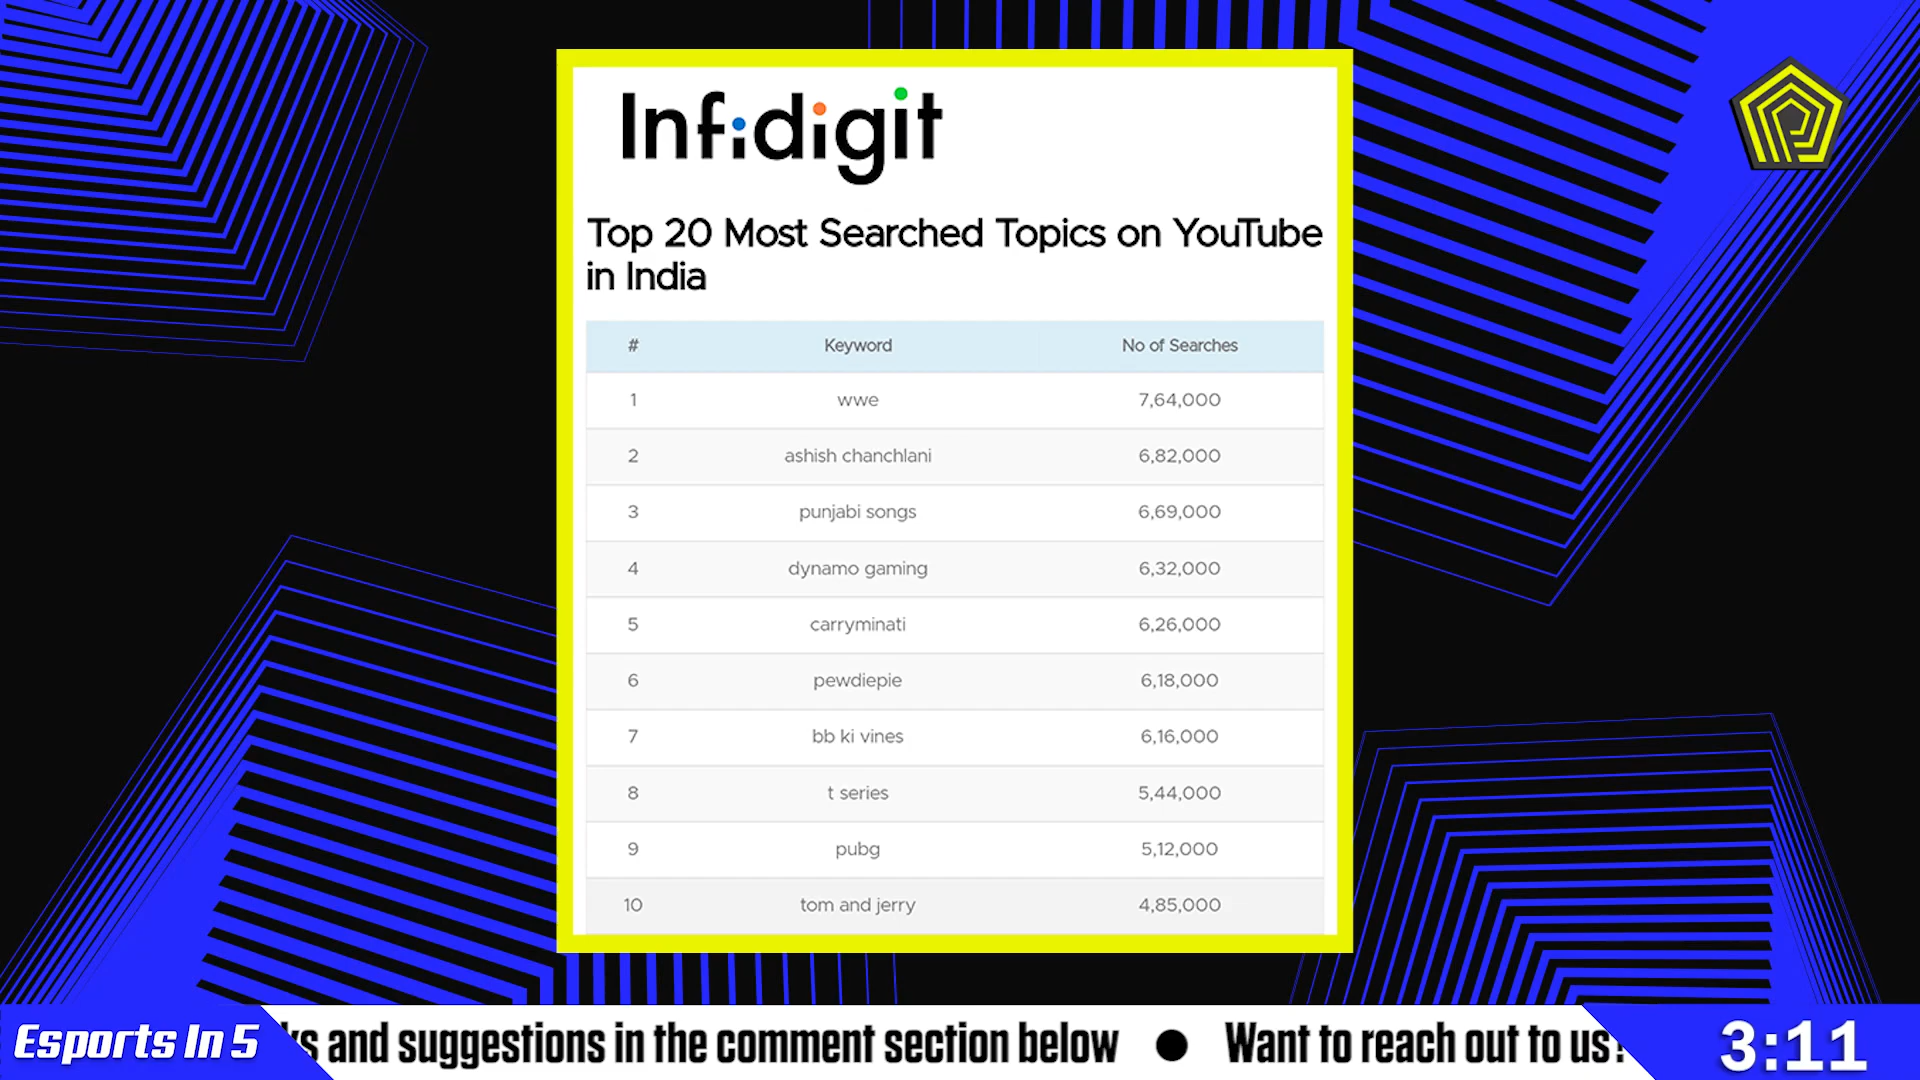 Infidigit
Top 20 Most Searched Topics on YouTube
in India
# Keyword No of Searches
1 wwe 7,64,000
2 ashish chanchlani 6,82,000
3 punjabi songs 6,69,000
4 dynamo gaming 6,32,000
5 carryminati 6,26,000
6 pewdiepie 6,18,000
7 bb ki vines 6,16,000
8 t series 5,44,000
9 pubg 5,12,000
10 tom and jerry 4,85,000
Esports In 5 and suggestions in the comment section below ● Want to reach out to us? 3:11